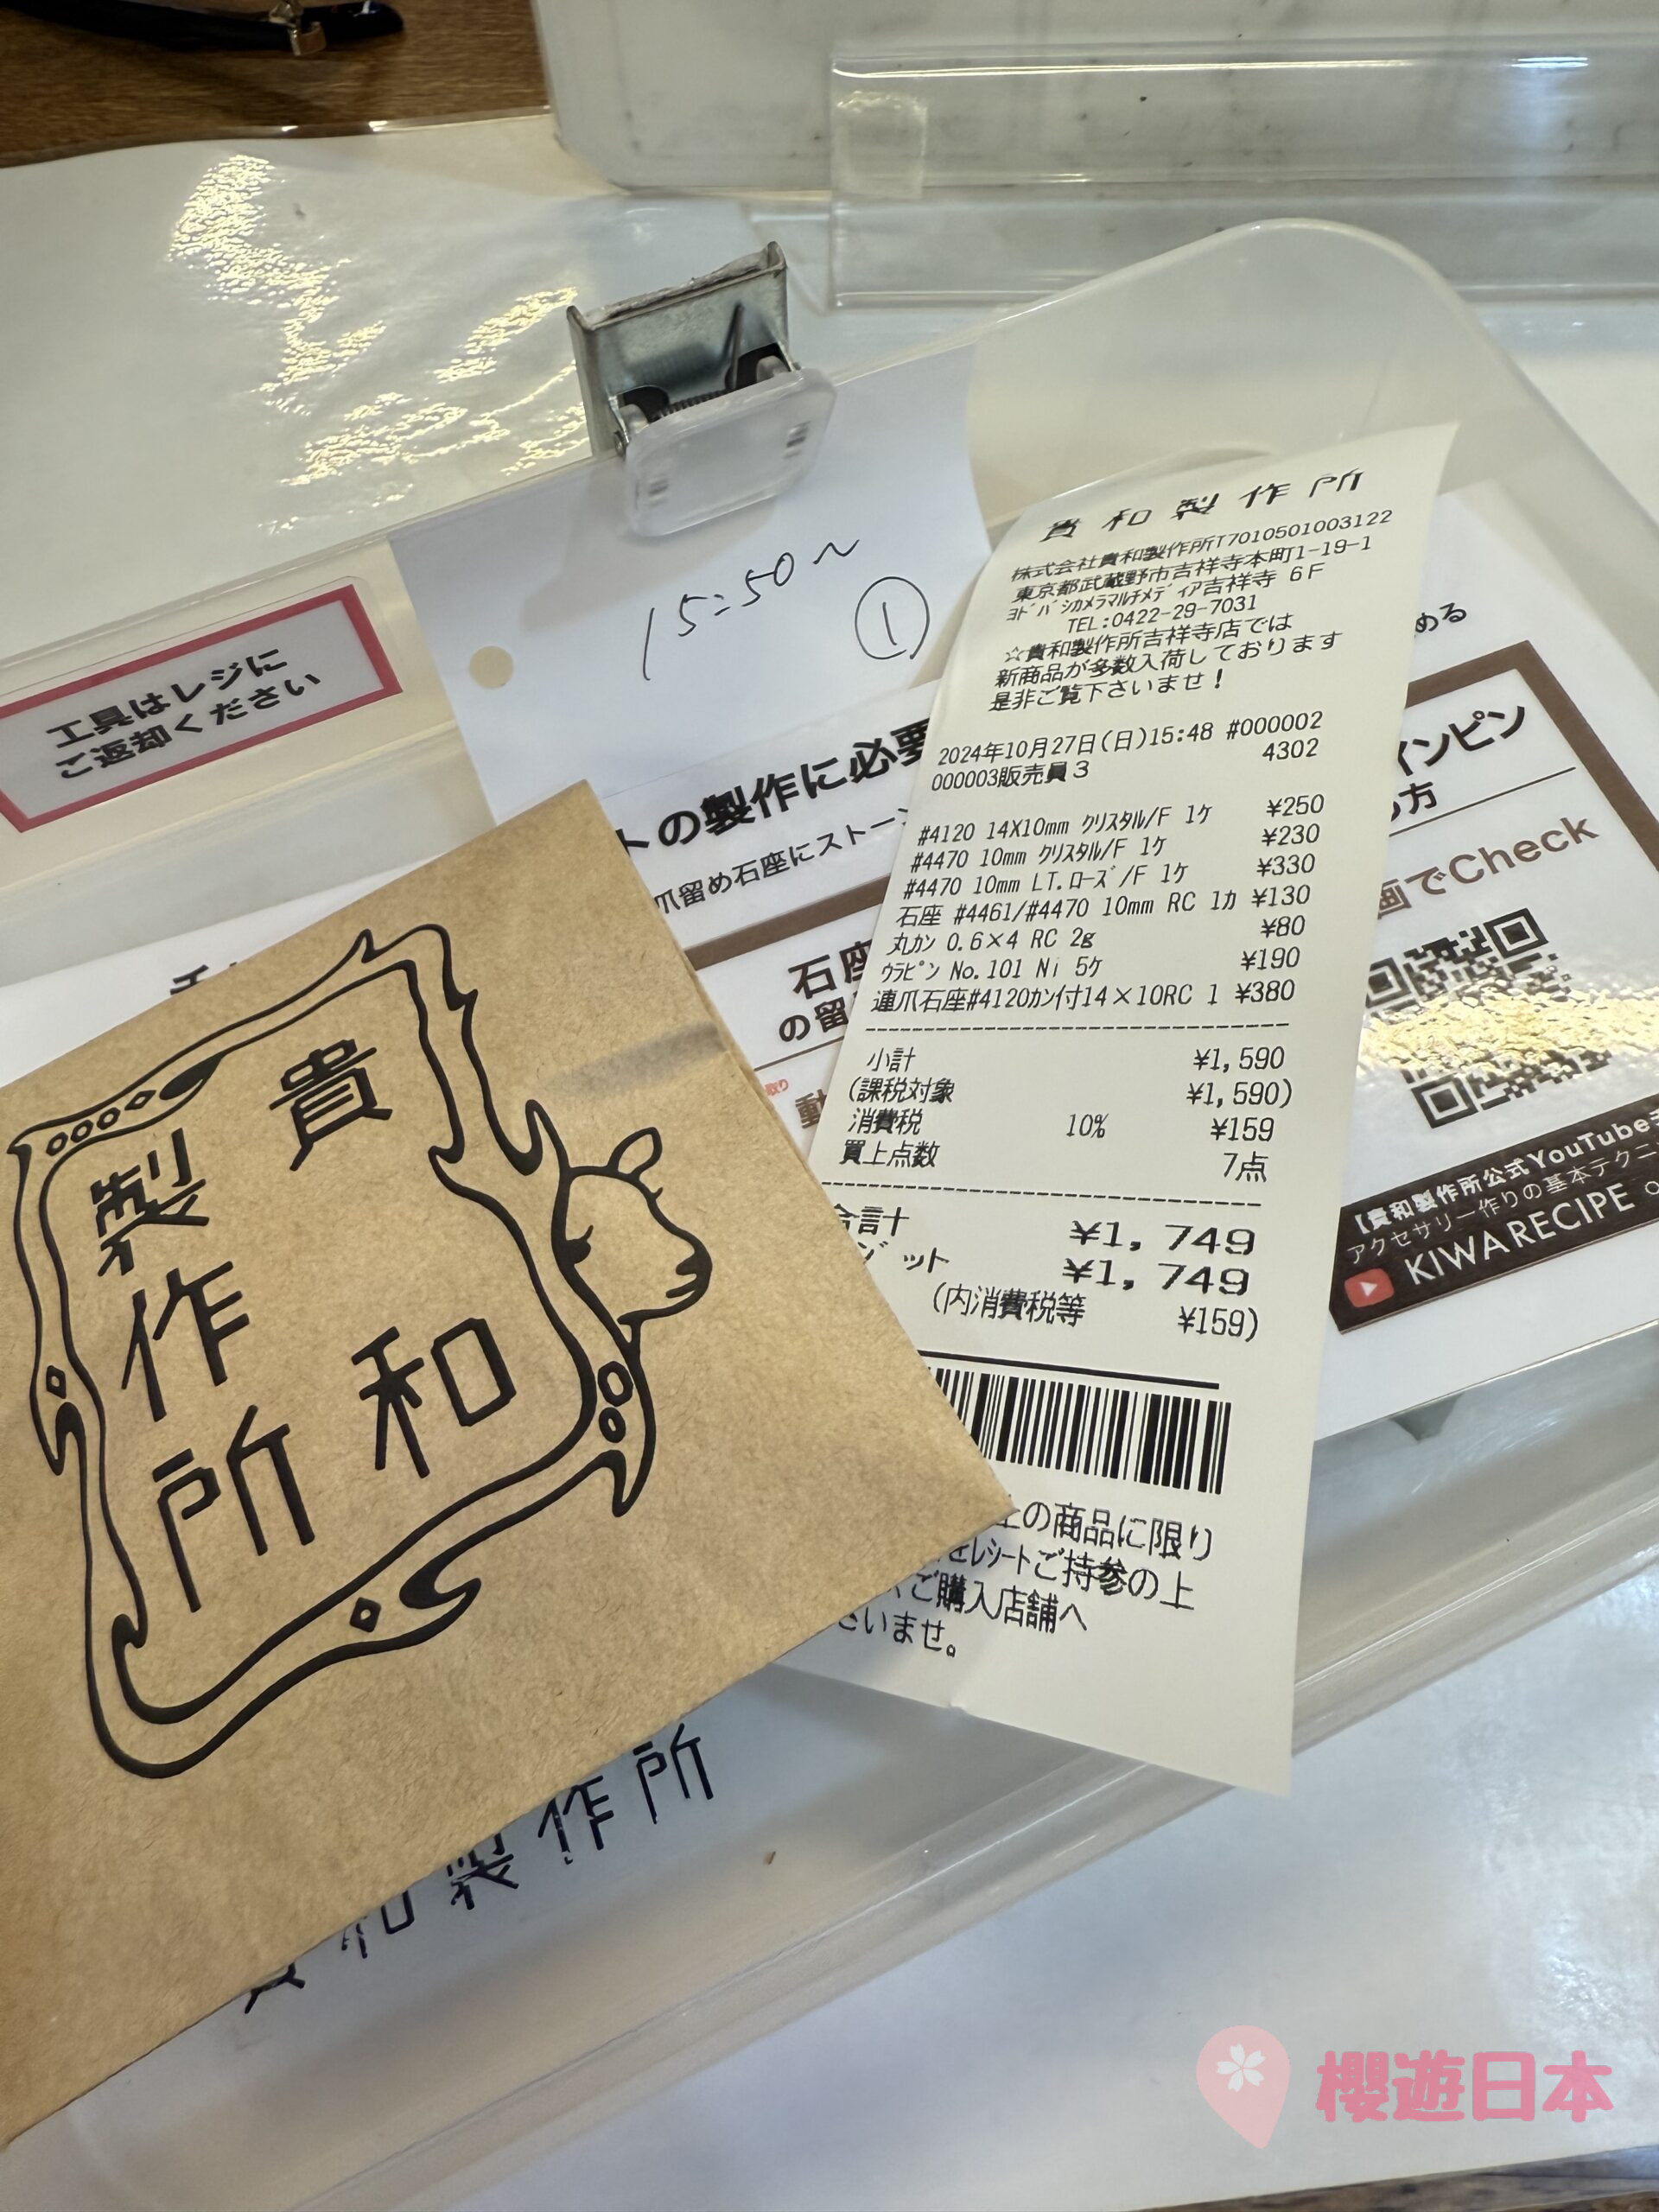 15:50～
①
工具はレジに
ご返却ください
トの製作に必要
爪留め石座にストーン
石座
の留
動
める
インピン
方
画でCheck
【貴和製作所公式YouTube
アクセサリー作りの基本テクニ
KIWA RECIPE
貴和製作所
株式会社貴和製作所T7010501003122
東京都武蔵野市吉祥寺本町1-19-1
ﾖﾄﾞﾊﾞｼｶﾒﾗﾏﾙﾁﾒﾃﾞｨｱ吉祥寺 6F
TEL:0422-29-7031
☆貴和製作所吉祥寺店では
新商品が多数入荷しております
是非ご覧下さいませ！
2024年10月27日(日)15:48 #000002
000003販売員3 4302
#4120 14X10mm ｸﾘｽﾀﾙ/F 1ｹ ¥250
#4470 10mm ｸﾘｽﾀﾙ/F 1ｹ ¥230
#4470 10mm LT.ﾛｰｽﾞ/F 1ｹ ¥330
石座 #4461/#4470 10mm RC 1ｶ ¥130
丸ｶﾝ 0.6×4 RC 2g ¥80
ｳﾗﾋﾟﾝ No.101 Ni 5ｹ ¥190
連爪石座#4120ｶﾝ付14×10RC 1 ¥380
小計 ¥1,590
(課税対象 ¥1,590)
消費税 10% ¥159
買上点数 7点
合計 ¥1,749
ｼﾞｯﾄ ¥1,749
(内消費税等 ¥159)
上の商品に限り
をﾚｼｰﾄご持参の上
ご購入店舗へ
さいませ。
貴和製作所
貴和製作所
櫻遊日本